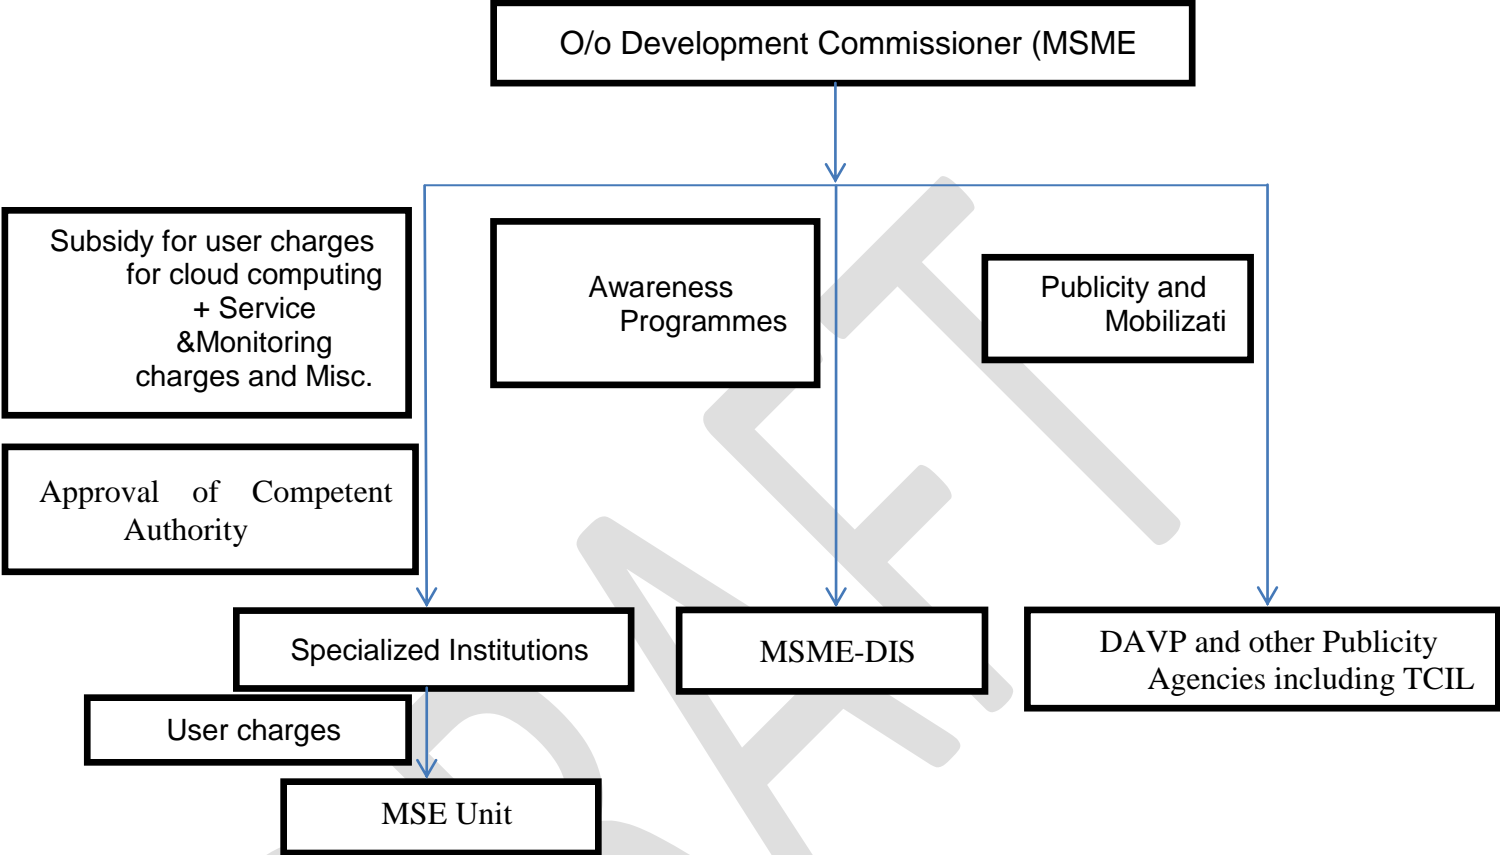 O/o Development Commissioner (MSME
Subsidy for user charges
for cloud computing
+ Service
&Monitoring
charges and Misc.
Awareness
Programmes
Publicity and
Mobilizati
Approval of Competent
Authority
Specialized Institutions
MSME-DIS
DAVP and other Publicity
Agencies including TCIL
User charges
MSE Unit
DRAFT